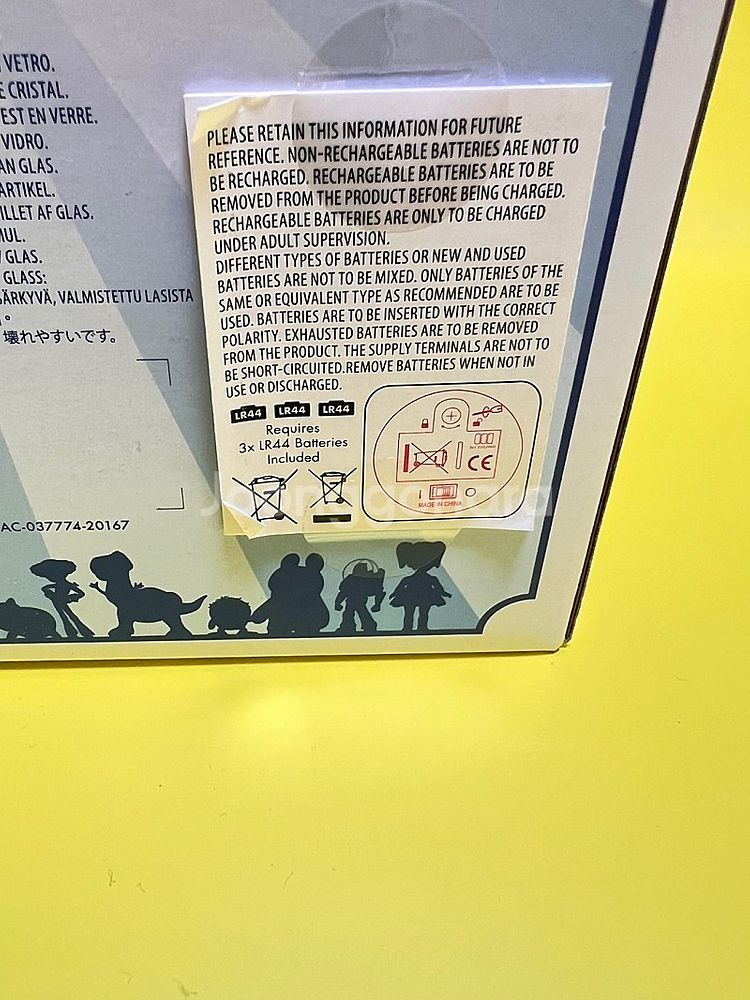 VETRO.
CRISTAL.
EST EN VERRE.
VIDRO.
GLAS.
ARTIKEL.
ILLET AF GLAS.
GLAS.
GLASS:
SÄRKYVÄ, VALMISTETTU LASISTA
壊れやすいです。
AC-037774-20167
PLEASE RETAIN THIS INFORMATION FOR FUTURE
REFERENCE. NON-RECHARGEABLE BATTERIES ARE NOT TO
BE RECHARGED. RECHARGEABLE BATTERIES ARE TO BE
REMOVED FROM THE PRODUCT BEFORE BEING CHARGED.
RECHARGEABLE BATTERIES ARE ONLY TO BE CHARGED
UNDER ADULT SUPERVISION.
DIFFERENT TYPES OF BATTERIES OR NEW AND USED
BATTERIES ARE NOT TO BE MIXED. ONLY BATTERIES OF THE
SAME OR EQUIVALENT TYPE AS RECOMMENDED ARE TO BE
USED. BATTERIES ARE TO BE INSERTED WITH THE CORRECT
POLARITY. EXHAUSTED BATTERIES ARE TO BE REMOVED
FROM THE PRODUCT. THE SUPPLY TERMINALS ARE NOT TO
BE SHORT-CIRCUITED.REMOVE BATTERIES WHEN NOT IN
USE OR DISCHARGED.
LR44 LR44 LR44
Requires
3x LR44 Batteries
Included
CE
MADE IN CHINA
Joonggonara